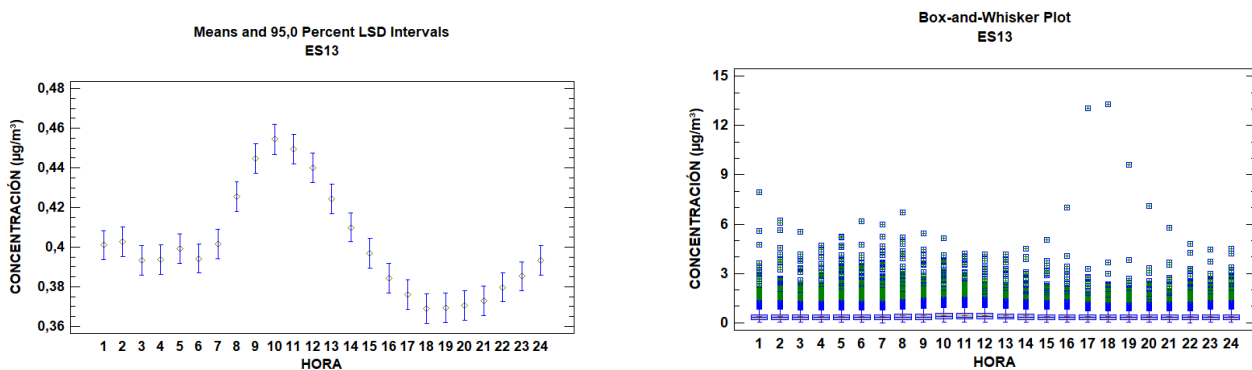 Means and 95,0 Percent LSD Intervals
ES13
CONCENTRACIÓN (µg/m³)
0,48
0,46
0,44
0,42
0,4
0,38
0,36
1 2 3 4 5 6 7 8 9 10 11 12 13 14 15 16 17 18 19 20 21 22 23 24
HORA
Box-and-Whisker Plot
ES13
CONCENTRACIÓN (µg/m³)
15
12
9
6
3
0
1 2 3 4 5 6 7 8 9 10 11 12 13 14 15 16 17 18 19 20 21 22 23 24
HORA